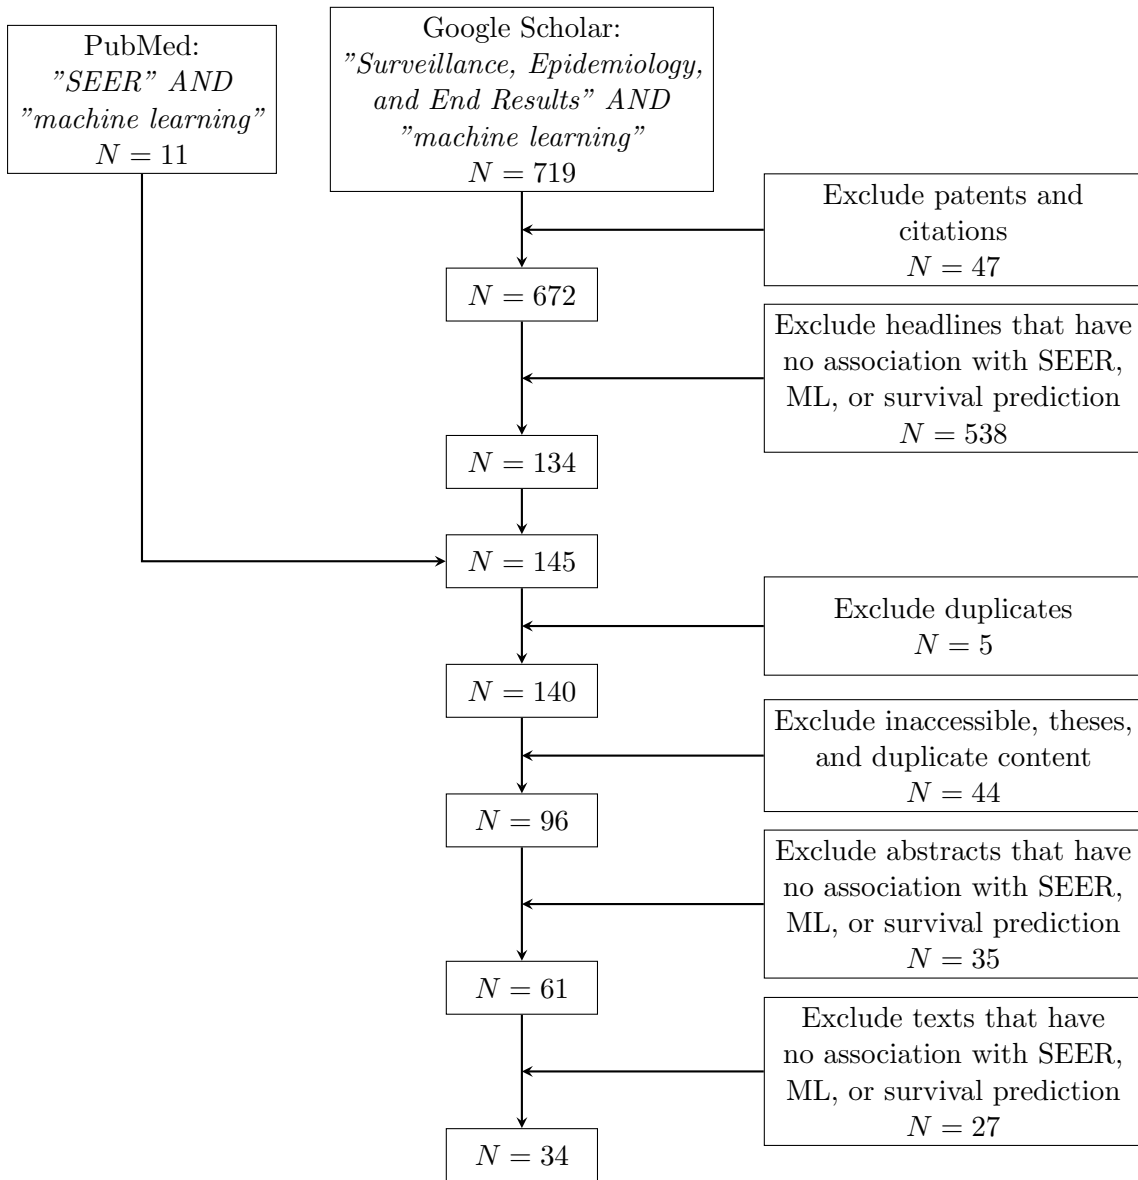 PubMed:
”SEER” AND
”machine learning”
N = 11
Google Scholar:
”Surveillance, Epidemiology,
and End Results” AND
”machine learning”
N = 719
Exclude patents and
citations
N = 47
N = 672
Exclude headlines that have
no association with SEER,
ML, or survival prediction
N = 538
N = 134
N = 145
Exclude duplicates
N = 5
N = 140
Exclude inaccessible, theses,
and duplicate content
N = 44
N = 96
Exclude abstracts that have
no association with SEER,
ML, or survival prediction
N = 35
N = 61
Exclude texts that have
no association with SEER,
ML, or survival prediction
N = 27
N = 34